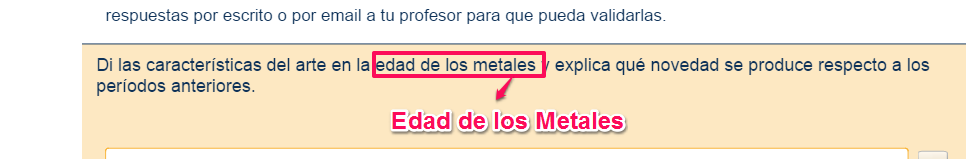 respuestas por escrito o por email a tu profesor para que pueda validarlas.
Di las características del arte en la edad de los metales y explica qué novedad se produce respecto a los
períodos anteriores.
Edad de los Metales